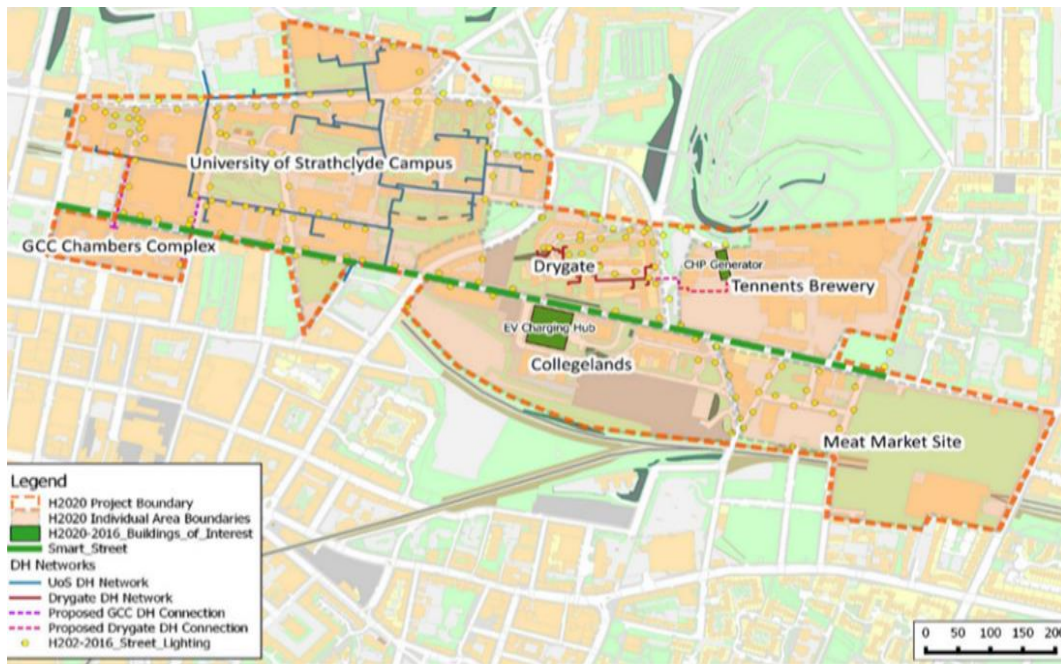 University of Strathclyde Campus
GCC Chambers Complex
Drygate
CHP Generator
Tennents Brewery
EV Charging Hub
Collegelands
Meat Market Site
Legend
H2020 Project Boundary
H2020 Individual Area Boundaries
H2020-2016_Buildings_of_Interest
Smart_Street
DH Networks
UoS DH Network
Drygate DH Network
Proposed GCC DH Connection
Proposed Drygate DH Connection
H202-2016_Street_Lighting
0 50 100 150 200